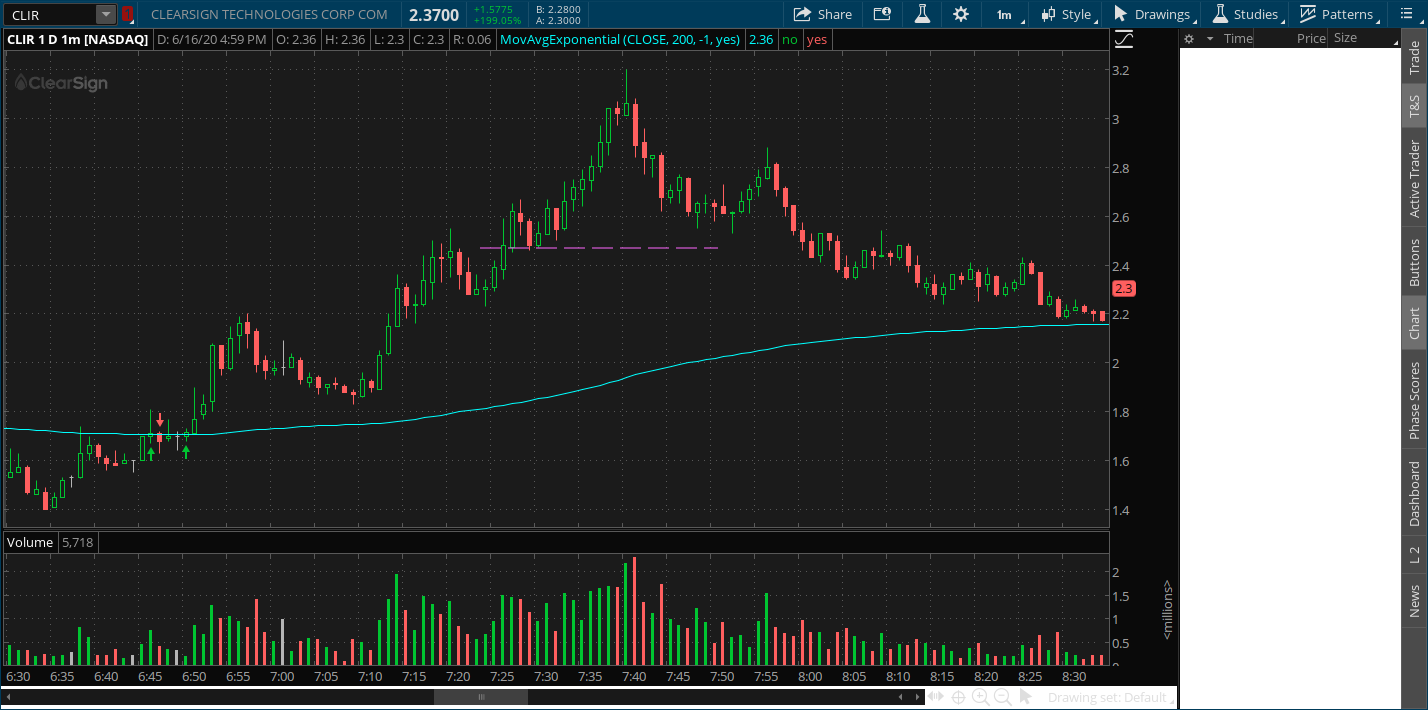 CLIR 1 CLEARSIGN TECHNOLOGIES CORP COM 2.3700 +1.5775 B: 2.2800 Share 1m Style Drawings Studies Patterns
+199.05% A: 2.3000
CLIR 1 D 1m [NASDAQ] D: 6/16/20 4:59 PM O: 2.36 H: 2.36 L: 2.3 C: 2.3 R: 0.06 MovAvgExponential (CLOSE, 200, -1, yes) 2.36 no yes Time Price Size
ClearSign
3.2
3
2.8
2.6
2.4
2.3
2.2
2
1.8
1.6
1.4
Volume 5,718
2
1.5
1
0.5
0
<millions>
6:30 6:35 6:40 6:45 6:50 6:55 7:00 7:05 7:10 7:15 7:20 7:25 7:30 7:35 7:40 7:45 7:50 7:55 8:00 8:05 8:10 8:15 8:20 8:25 8:30
Drawing set: Default
Trade
T&S
Active Trader
Buttons
Chart
Phase Scores
Dashboard
L 2
News